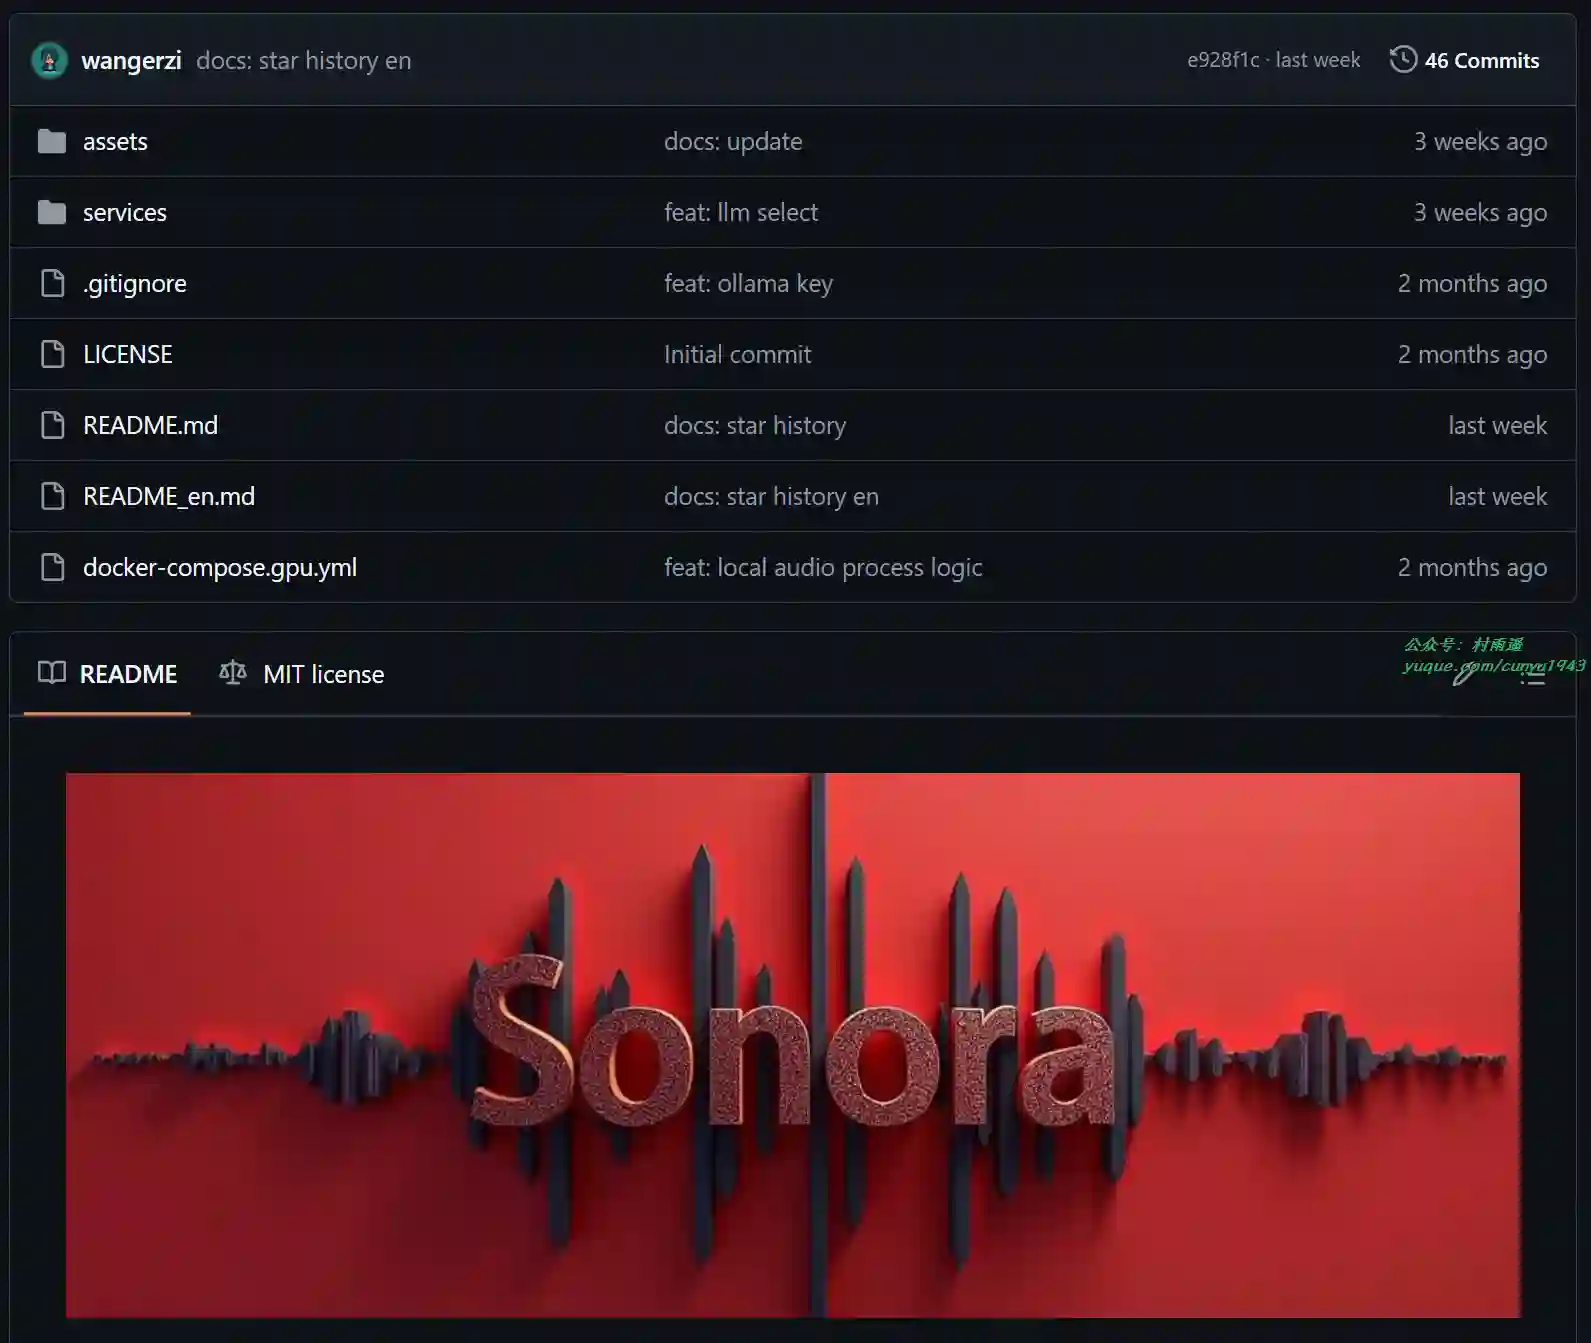 wangerzi docs: star history en e928f1c · last week 46 Commits
assets docs: update 3 weeks ago
services feat: llm select 3 weeks ago
.gitignore feat: ollama key 2 months ago
LICENSE Initial commit 2 months ago
README.md docs: star history last week
README_en.md docs: star history en last week
docker-compose.gpu.yml feat: local audio process logic 2 months ago
公众号：村雨遥
yuque.com/cunyu1943
README MIT license
Sonora